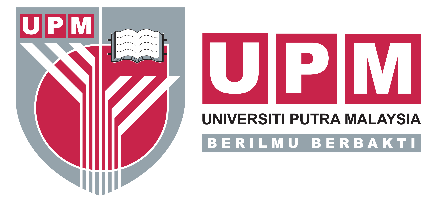 UPM
UPM
UNIVERSITI PUTRA MALAYSIA
BERILMU BERBAKTI